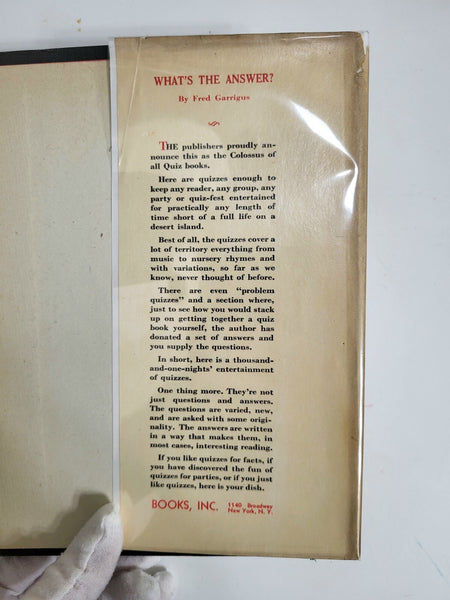 WHAT'S THE ANSWER?
By Fred Garrigus
THE publishers proudly an-
nounce this as the Colossus of
all Quiz books.
Here are quizzes enough to
keep any reader, any group, any
party or quiz-fest entertained
for practically any length of
time short of a full life on a
desert island.
Best of all, the quizzes cover a
lot of territory everything from
music to nursery rhymes and
with variations, so far as we
know, never thought of before.
There are even "problem
quizzes" and a section where,
just to see how you would stack
up on getting together a quiz
book yourself, the author has
donated a set of answers and
you supply the questions.
In short, here is a thousand-
and-one-nights' entertainment
of quizzes.
One thing more. They're not
just questions and answers.
The questions are varied, new,
and are asked with some origi-
nality. The answers are written
in a way that makes them, in
most cases, interesting reading.
If you like quizzes for facts, if
you have discovered the fun of
quizzes for parties, or if you just
like quizzes, here is your dish.
BOOKS, INC. 1140 Broadway
New York, N. Y.